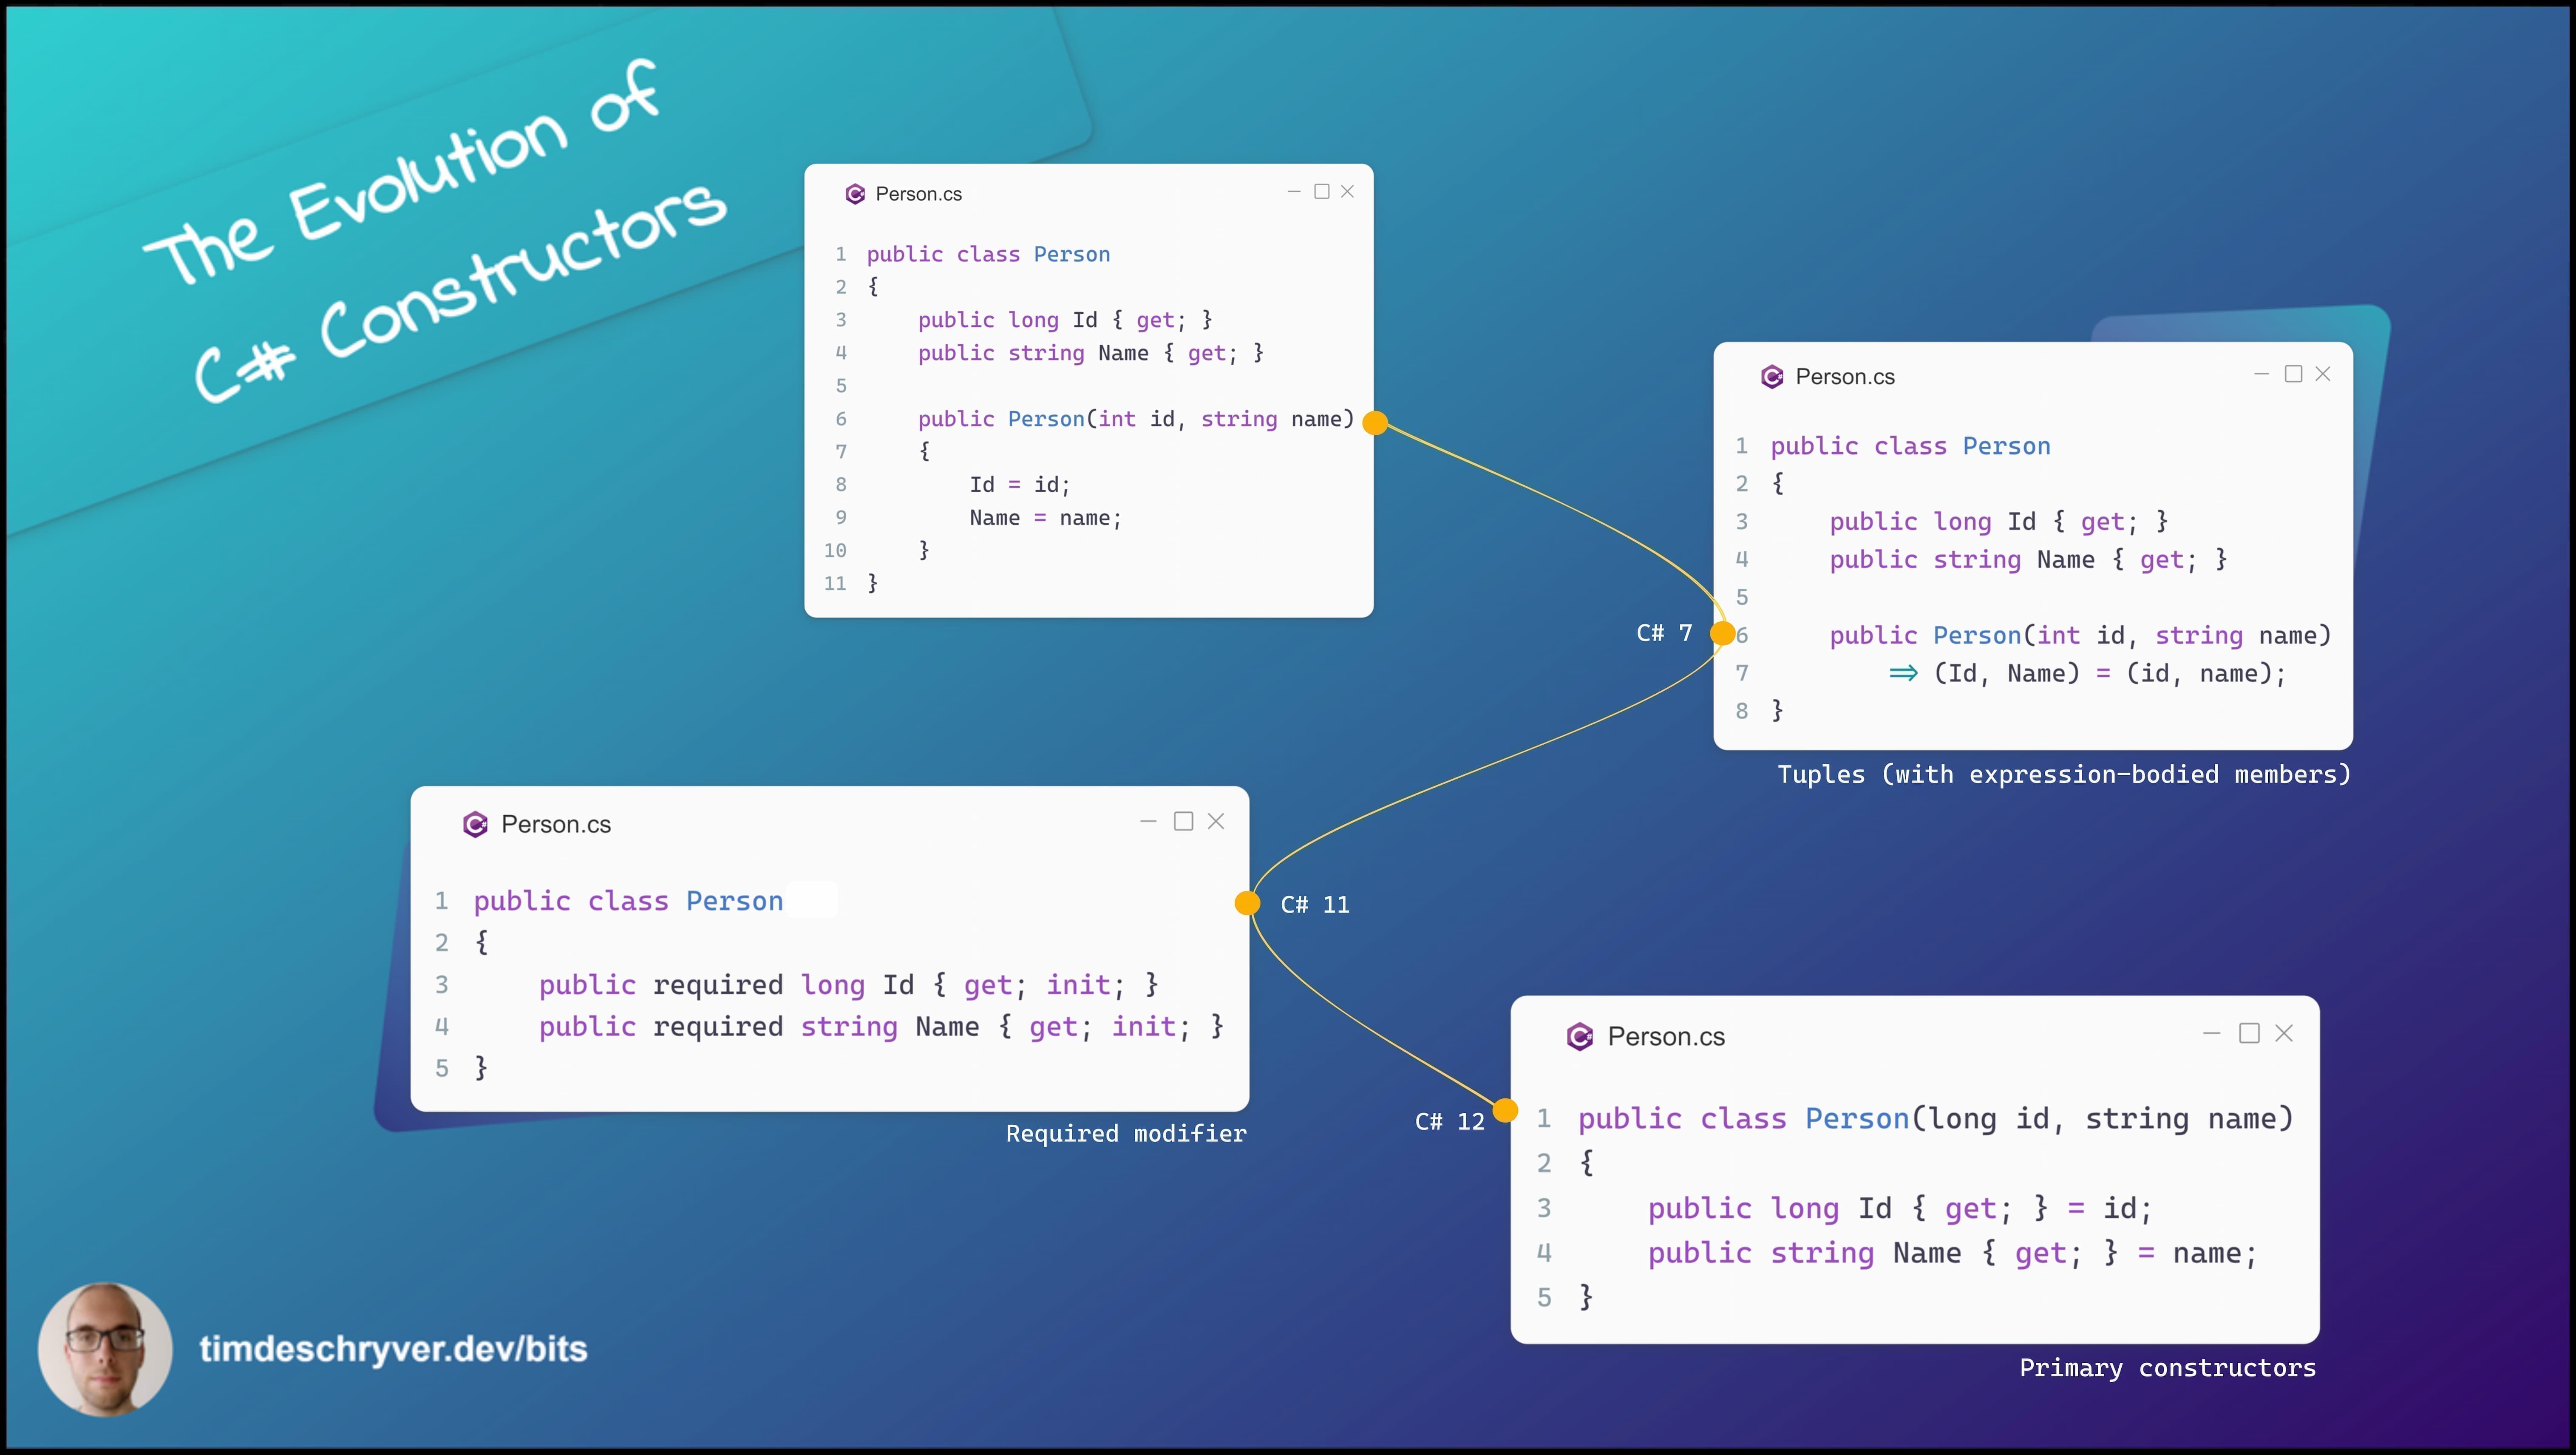 The Evolution of
C# Constructors
Person.cs
1 public class Person
2 {
3     public long Id { get; }
4     public string Name { get; }
5
6     public Person(int id, string name)
7     {
8         Id = id;
9         Name = name;
10     }
11 }
Person.cs
1 public class Person
2 {
3     public long Id { get; }
4     public string Name { get; }
5
C# 7
6     public Person(int id, string name)
7         => (Id, Name) = (id, name);
8 }
Tuples (with expression-bodied members)
Person.cs
1 public class Person
2 {
3     public required long Id { get; init; }
4     public required string Name { get; init; }
5 }
C# 11
Required modifier
Person.cs
C# 12
1 public class Person(long id, string name)
2 {
3     public long Id { get; } = id;
4     public string Name { get; } = name;
5 }
Primary constructors
timdeschryver.dev/bits